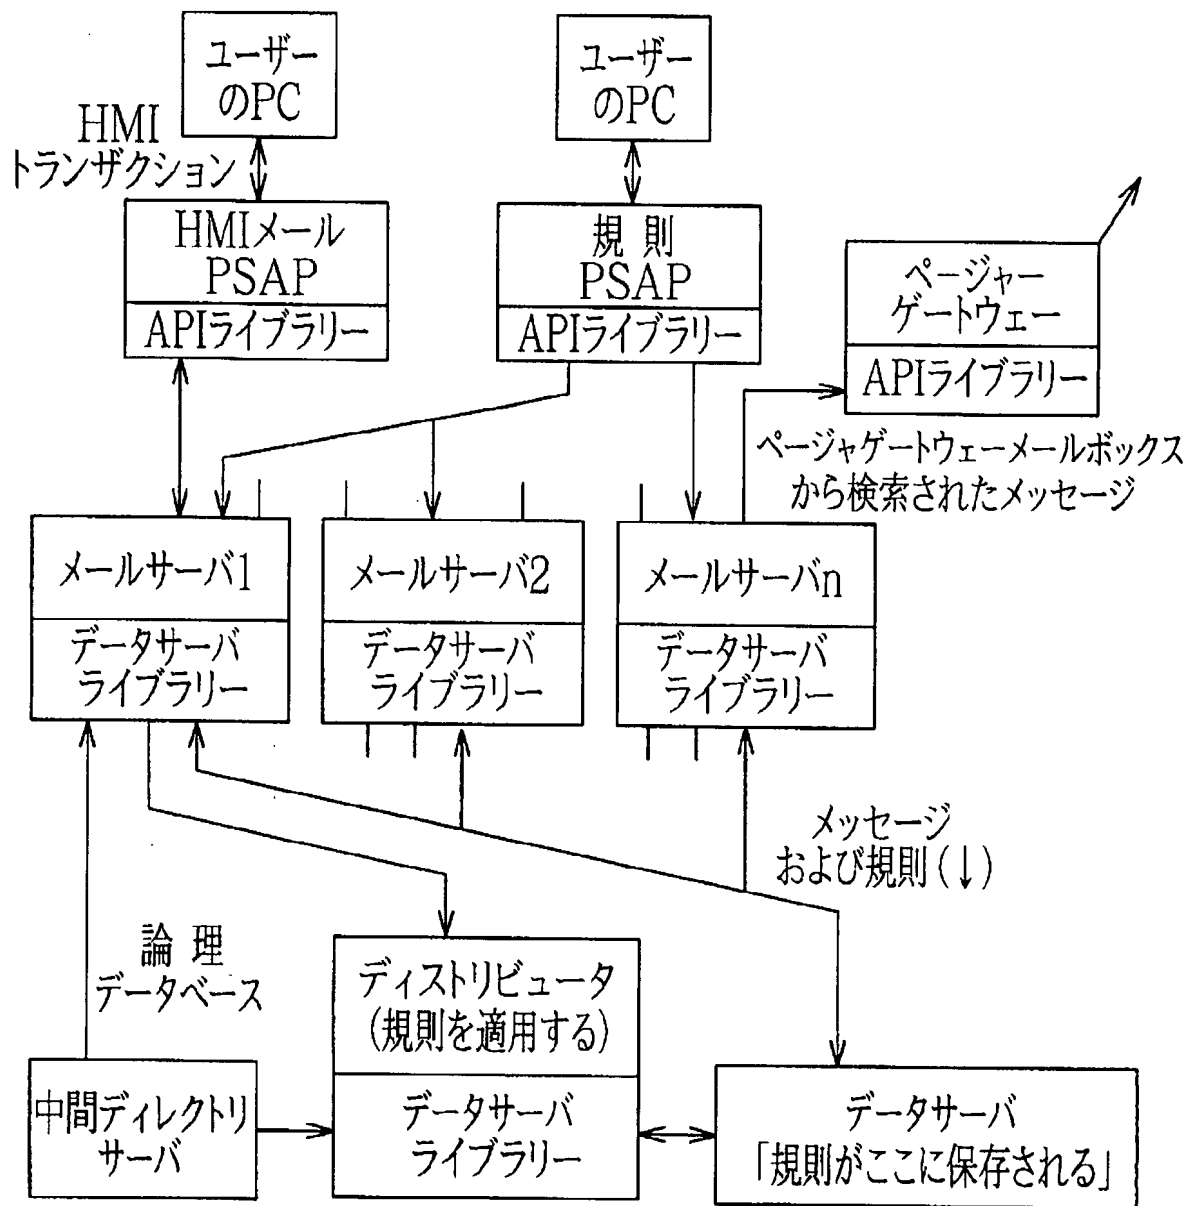 ユーザー
のPC
ユーザー
のPC
HMI
トランザクション
HMIメール
PSAP
APIライブラリー
規 則
PSAP
APIライブラリー
ページャー
ゲートウェー
APIライブラリー
ページャゲートウェーメールボックス
から検索されたメッセージ
メールサーバ1
データサーバ
ライブラリー
メールサーバ2
データサーバ
ライブラリー
メールサーバn
データサーバ
ライブラリー
メッセージ
および規則(↓)
論 理
データベース
ディストリビュータ
(規則を適用する)
データサーバ
ライブラリー
中間ディレクトリ
サーバ
データサーバ
「規則がここに保存される」